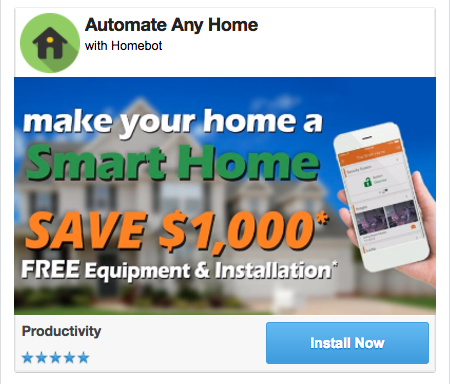 Automate Any Home
with Homebot
make your home a
Smart Home
SAVE $1,000*
FREE Equipment & Installation*
Productivity
Install Now